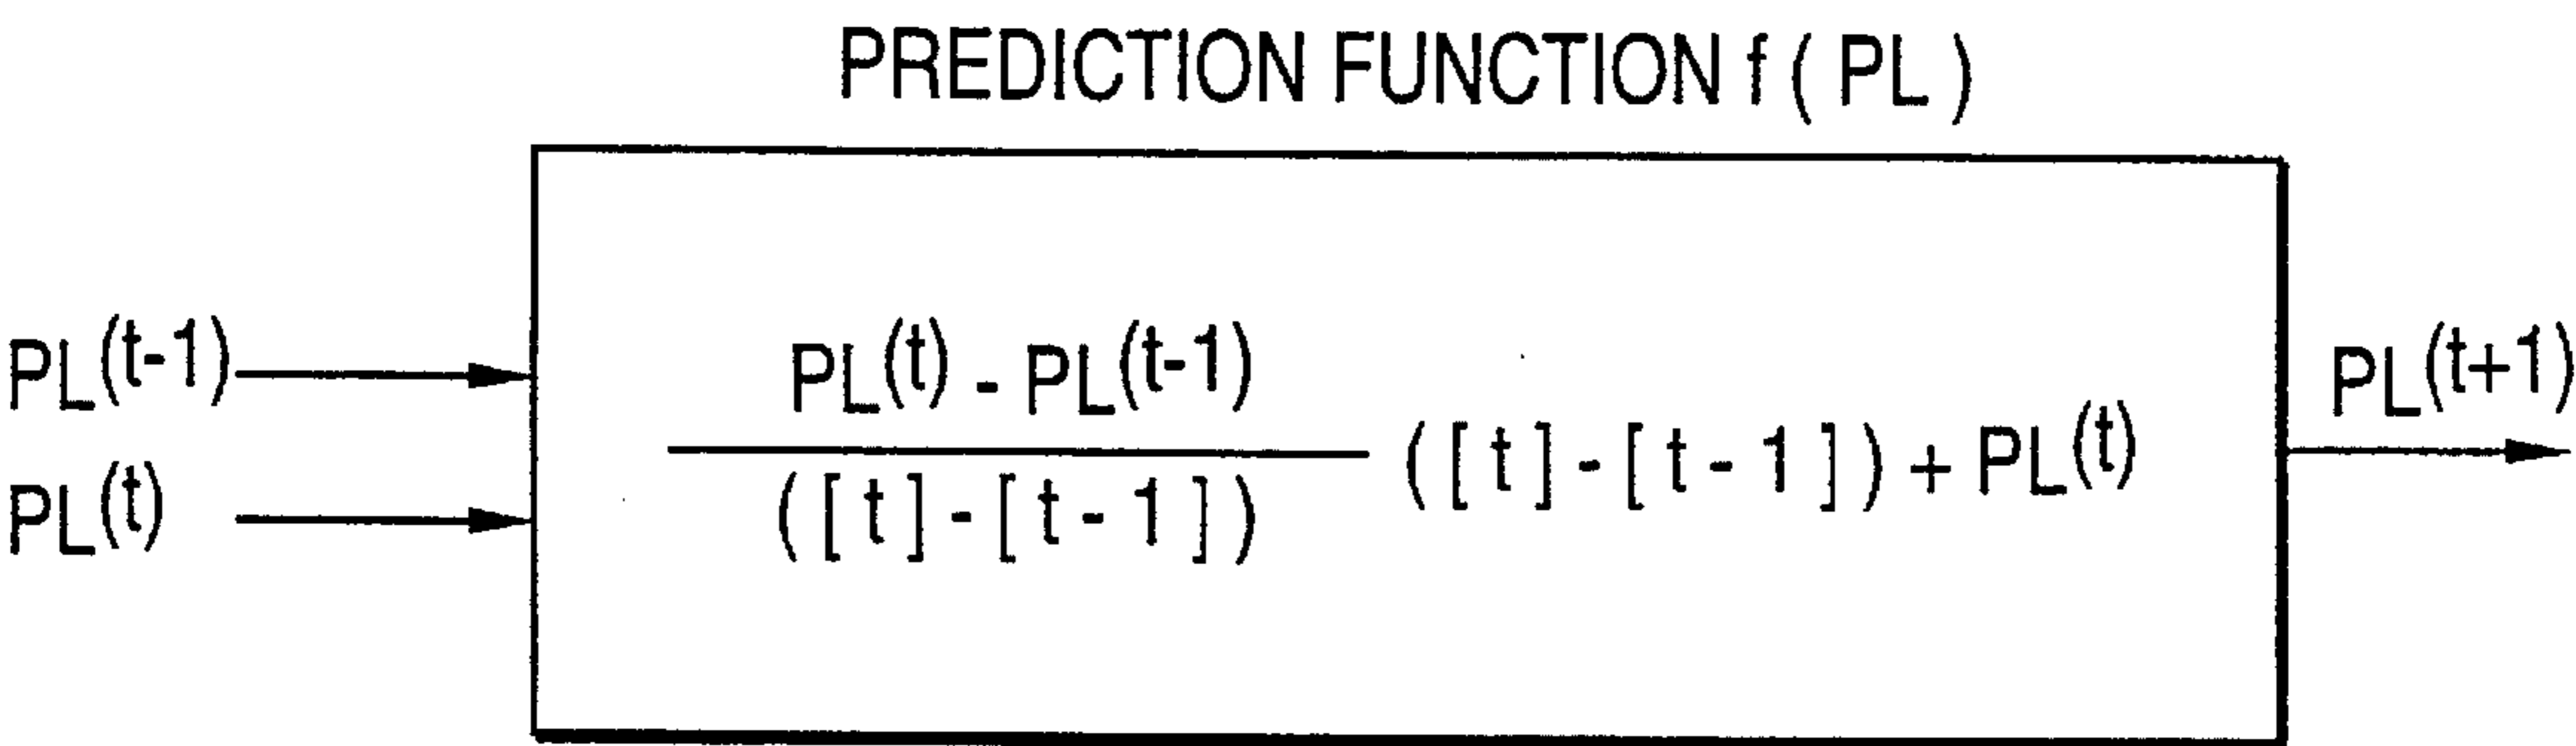 PREDICTION FUNCTION f ( PL )
PL(t-1)
PL(t)
PL(t) - PL(t-1)
( [ t ] - [ t - 1 ] )
( [ t ] - [ t - 1 ] ) + PL(t)
PL(t+1)